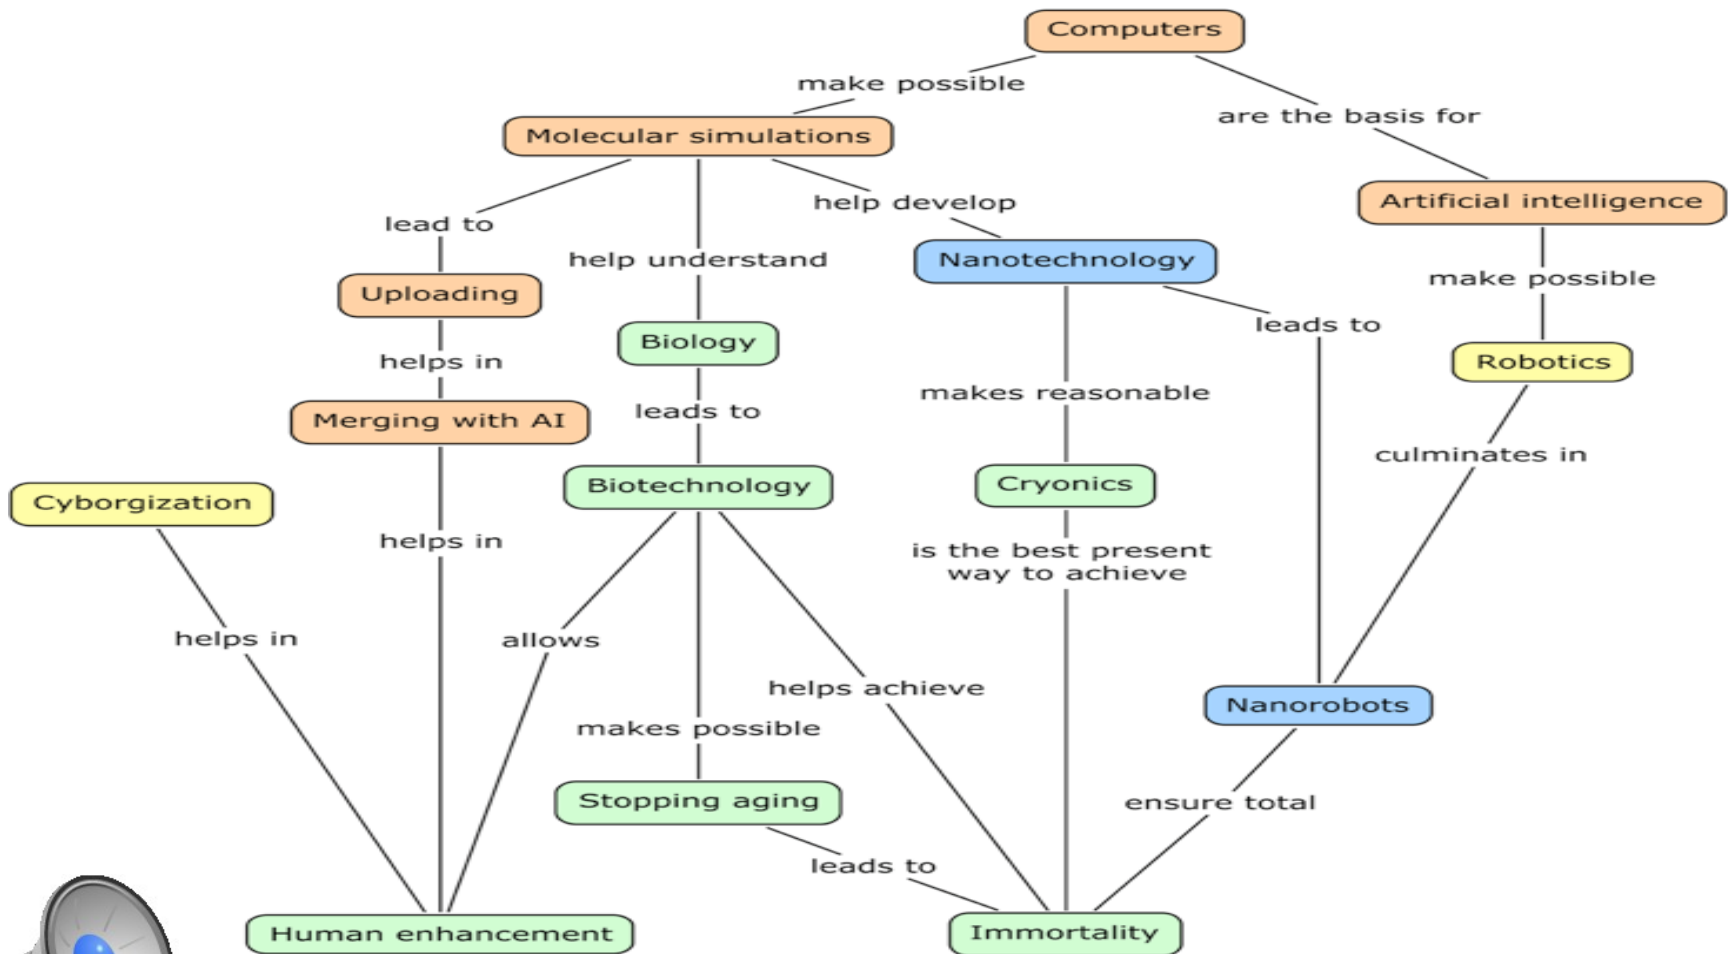 Computers
make possible
are the basis for
Molecular simulations
Artificial intelligence
lead to
help understand
help develop
Nanotechnology
make possible
Uploading
Biology
leads to
Robotics
helps in
makes reasonable
Merging with AI
leads to
culminates in
Cyborgization
Biotechnology
Cryonics
helps in
is the best present
way to achieve
helps in
allows
helps achieve
Nanorobots
makes possible
Stopping aging
ensure total
leads to
Human enhancement
Immortality